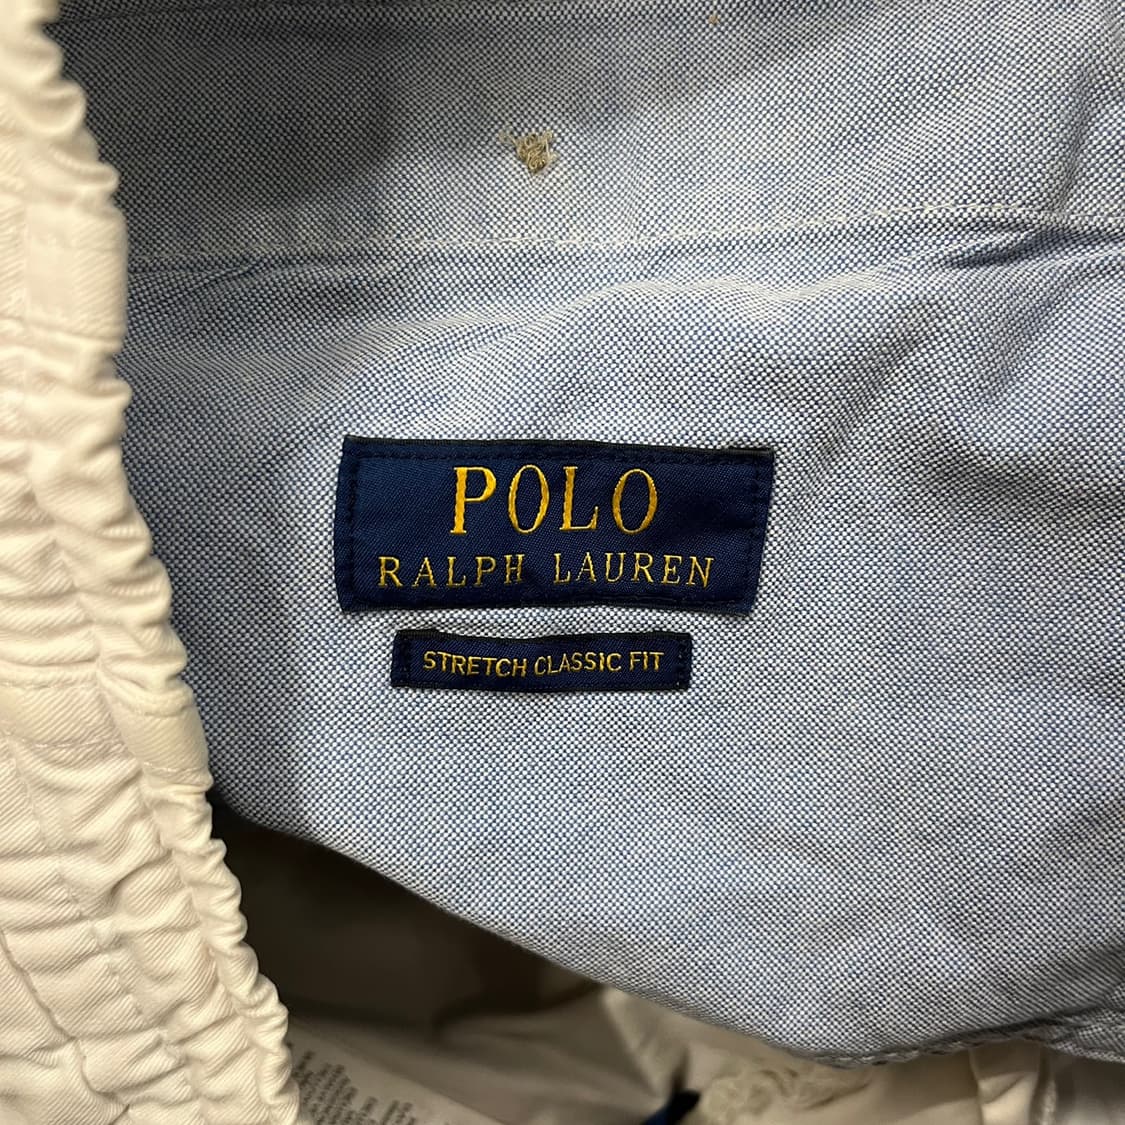 POLO
RALPH LAUREN
STRETCH CLASSIC FIT